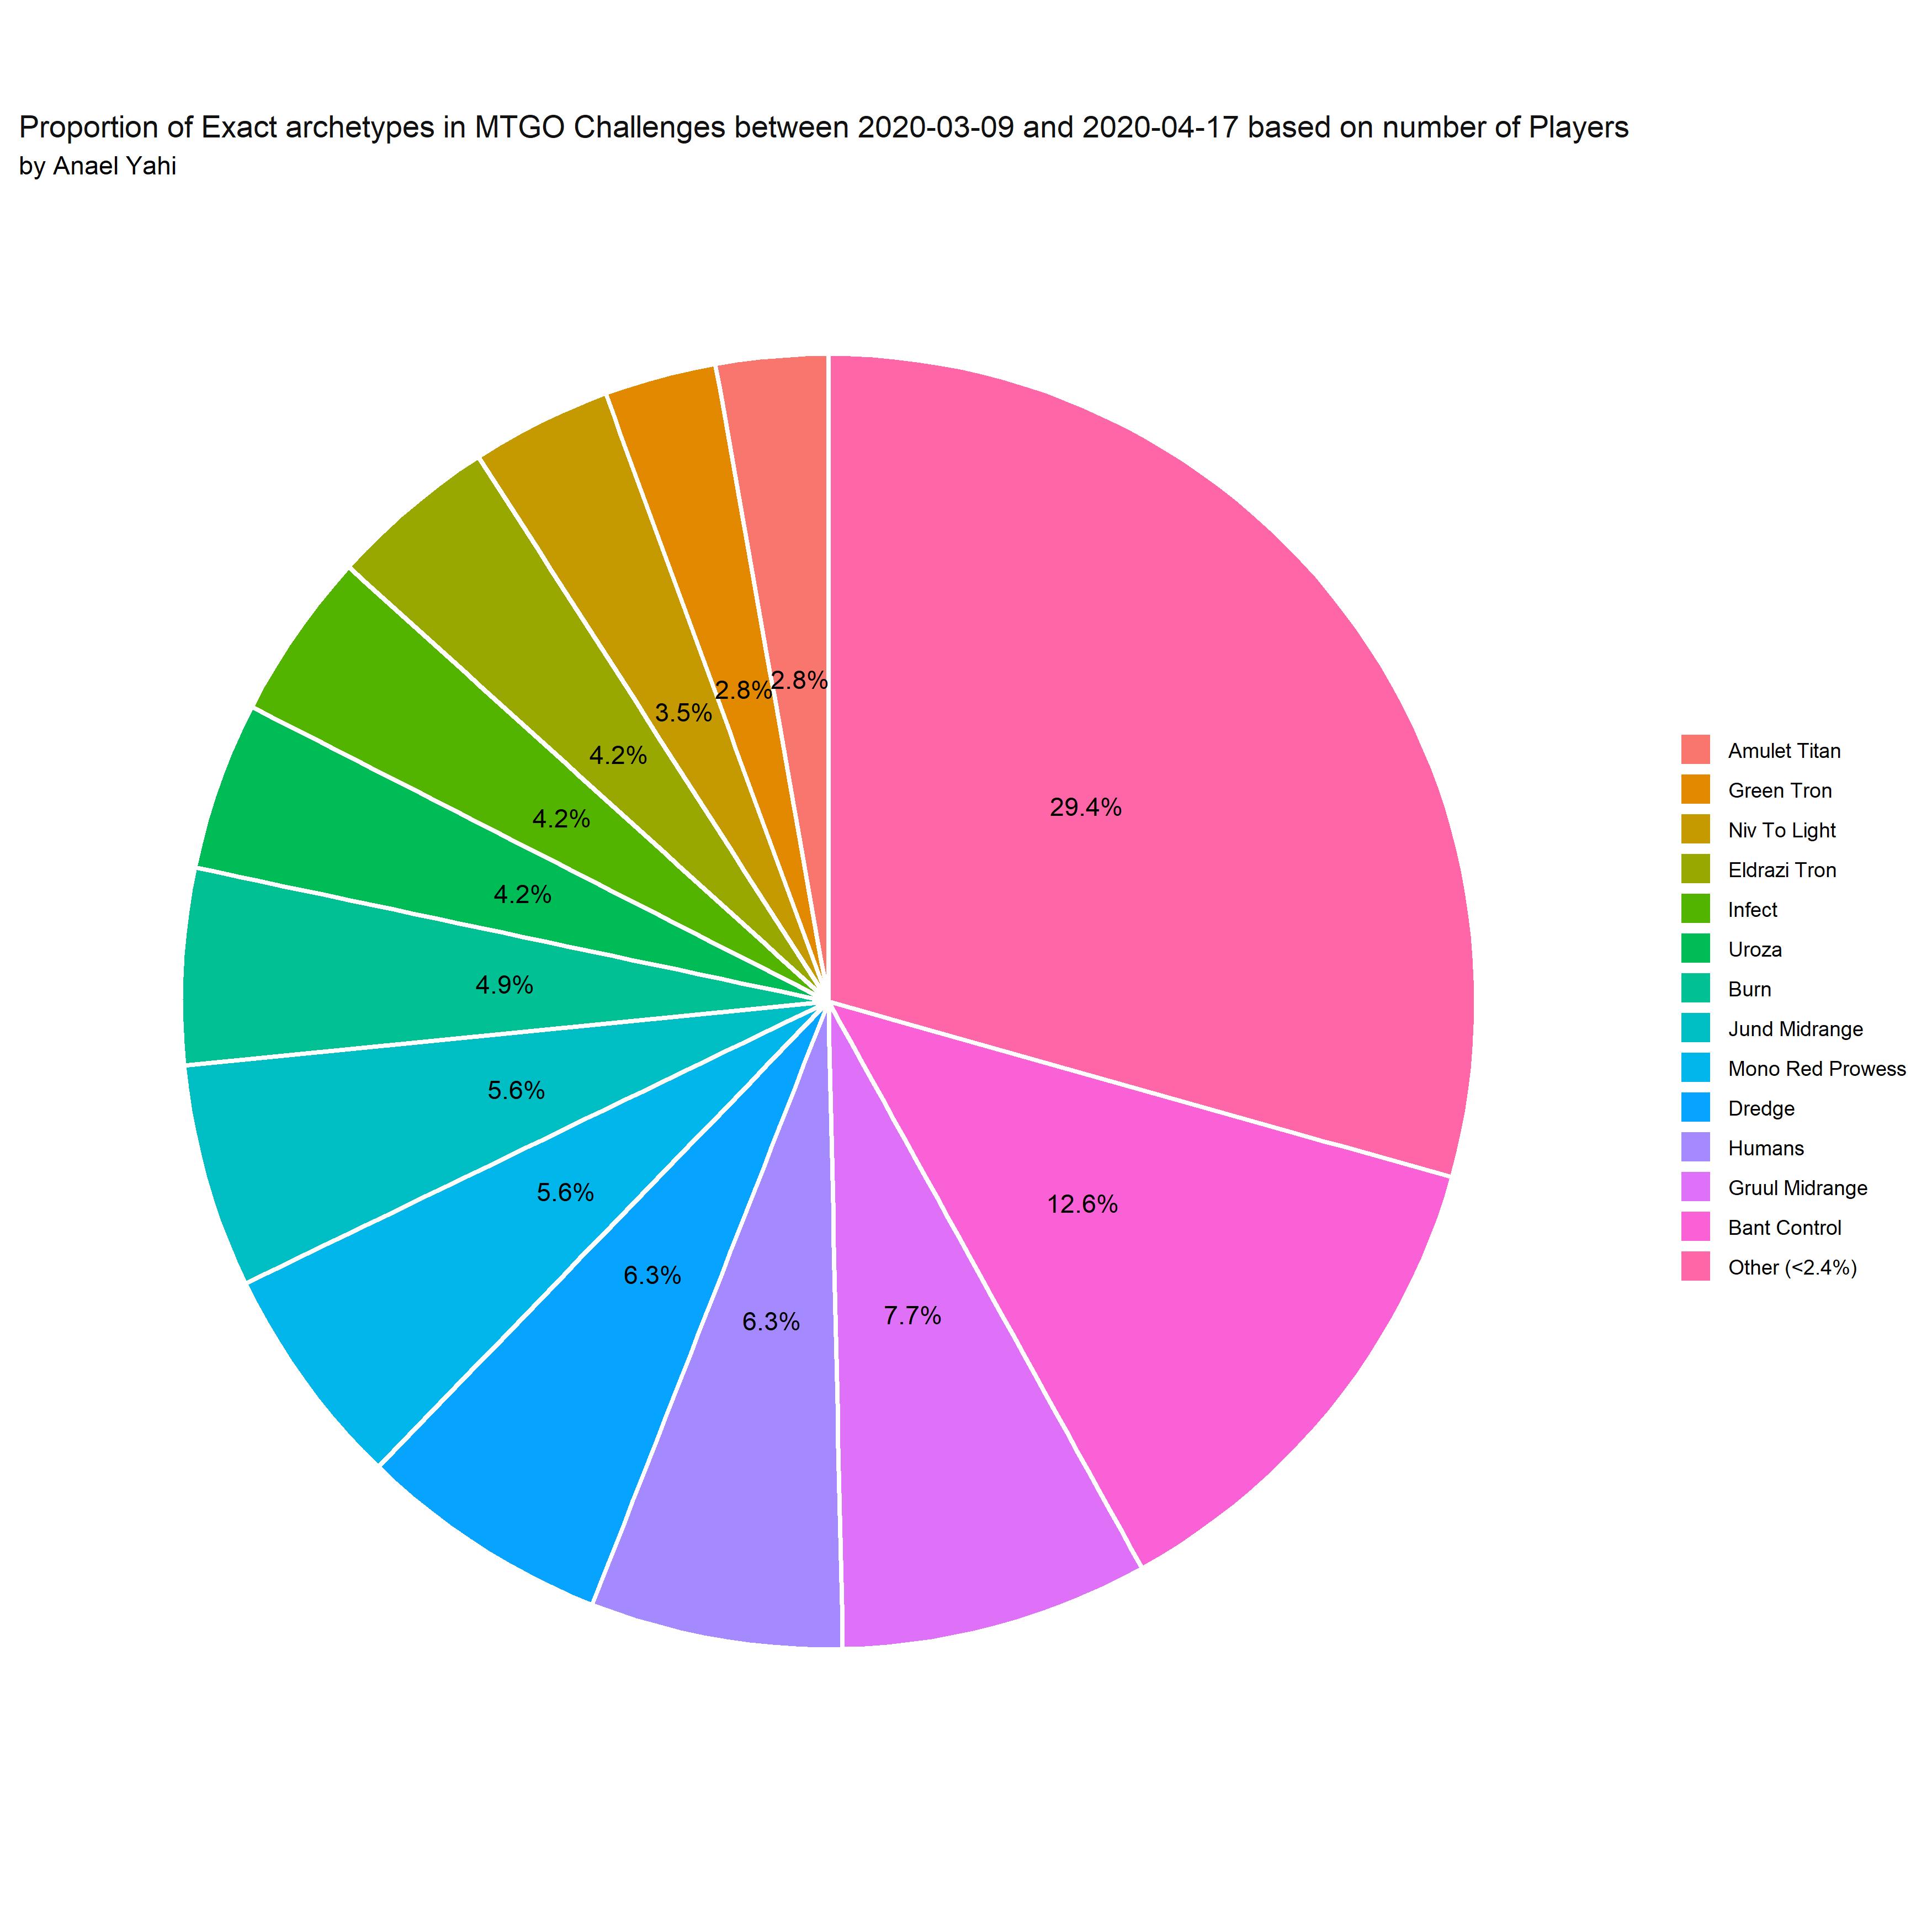 Proportion of Exact archetypes in MTGO Challenges between 2020-03-09 and 2020-04-17 based on number of Players
by Anael Yahi
2.8%
2.8%
3.5%
4.2%
4.2%
4.2%
4.9%
5.6%
5.6%
6.3%
6.3%
7.7%
12.6%
29.4%
Amulet Titan
Green Tron
Niv To Light
Eldrazi Tron
Infect
Uroza
Burn
Jund Midrange
Mono Red Prowess
Dredge
Humans
Gruul Midrange
Bant Control
Other (<2.4%)